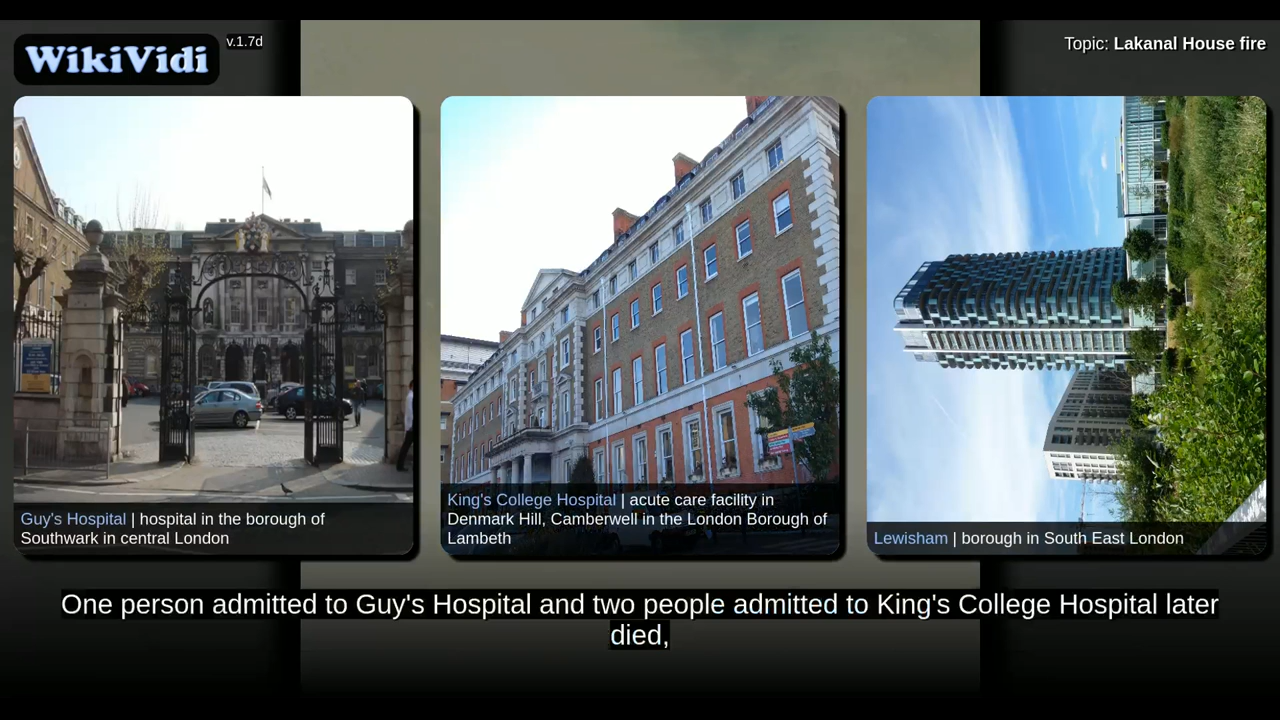 WikiVidi
v.1.7d
Topic: Lakanal House fire
Guy's Hospital | hospital in the borough of
Southwark in central London
King's College Hospital | acute care facility in
Denmark Hill, Camberwell in the London Borough of
Lambeth
Lewisham | borough in South East London
One person admitted to Guy's Hospital and two people admitted to King's College Hospital later
died,